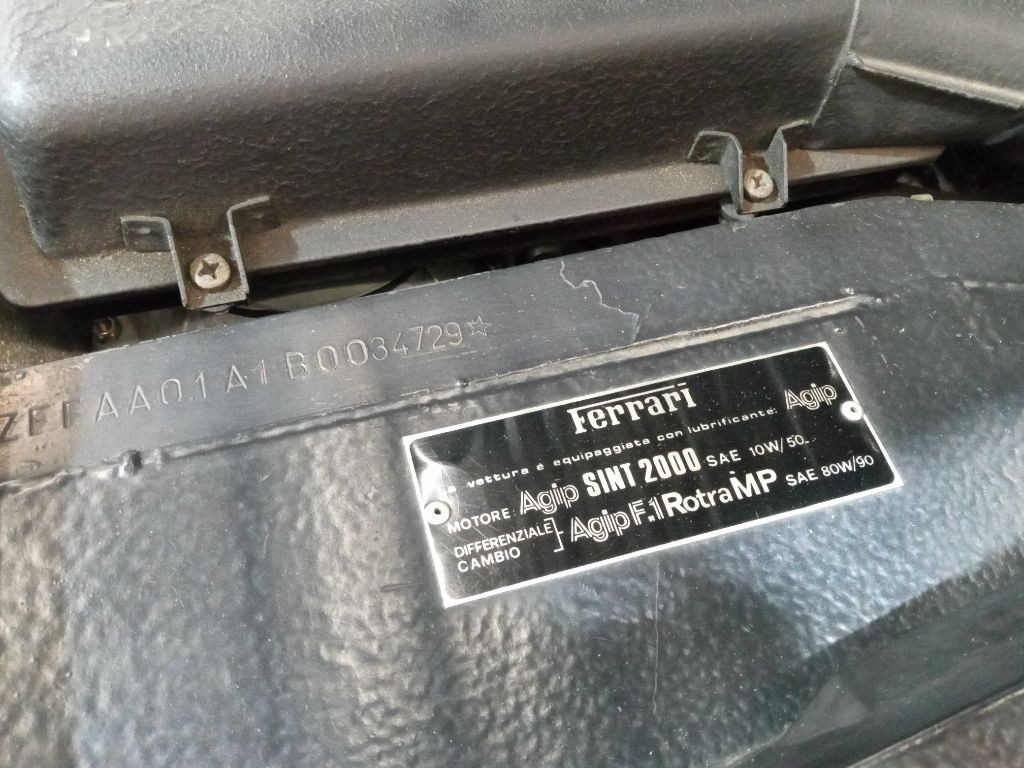 ZFFAA01A1B0034729☆
Ferrari
a vettura è equipaggiata con lubrificante: Agip
MOTORE: Agip SINT 2000 SAE 10W/50
DIFFERENZIALE
CAMBIO ] Agip F.1 Rotra MP SAE 80W/90